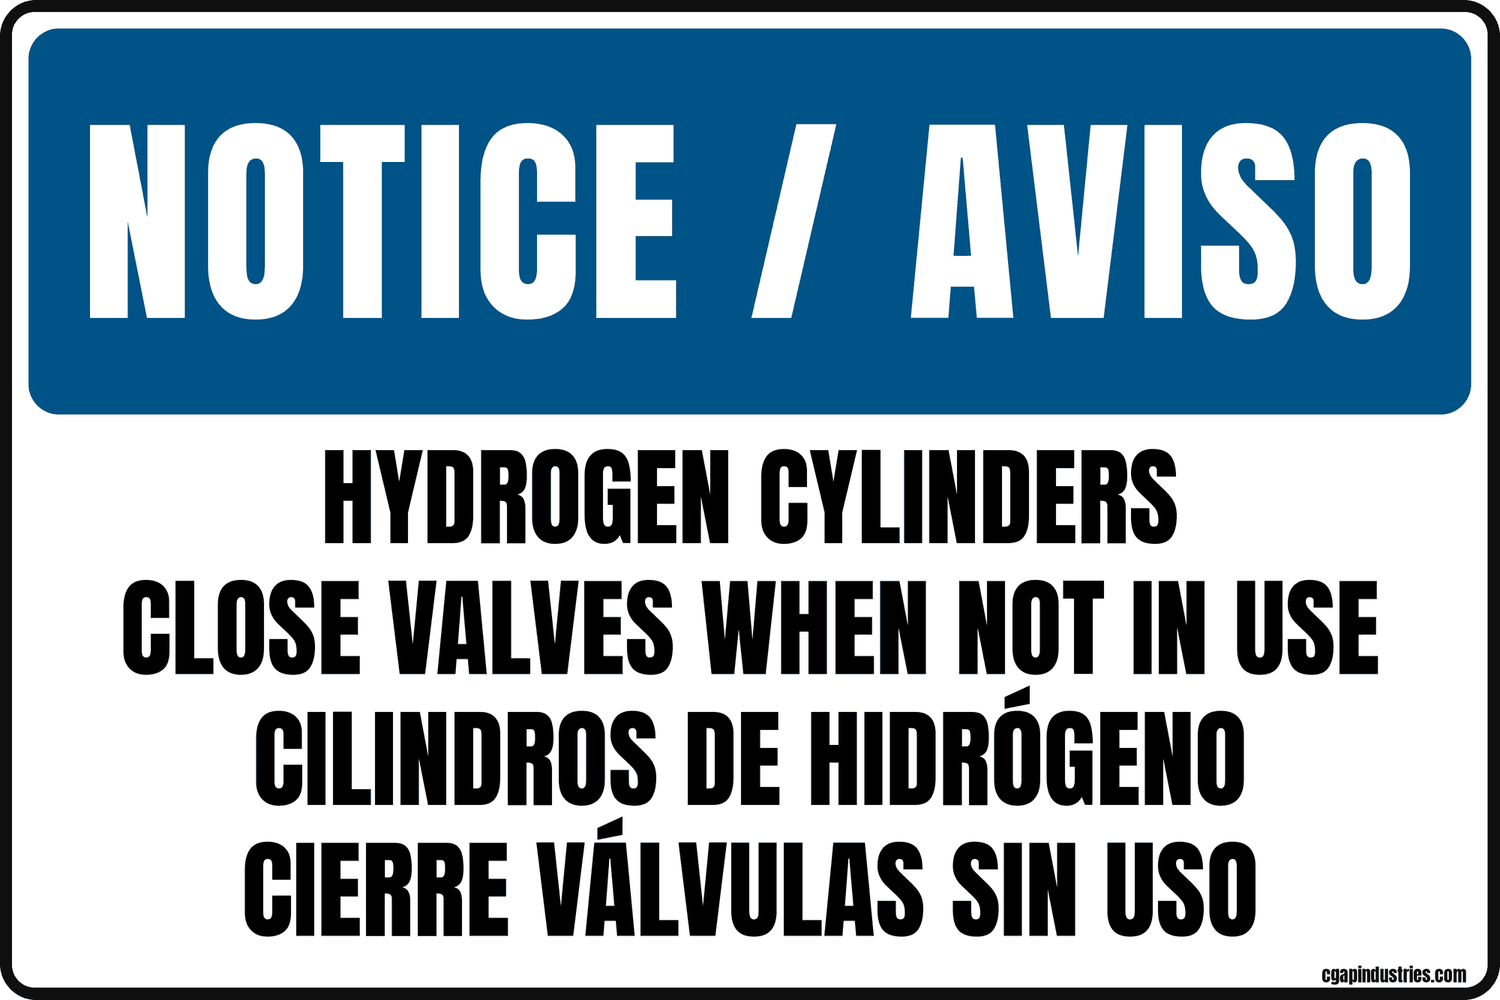 NOTICE / AVISO
HYDROGEN CYLINDERS
CLOSE VALVES WHEN NOT IN USE
CILINDROS DE HIDRÓGENO
CIERRE VÁLVULAS SIN USO
cgapindustries.com